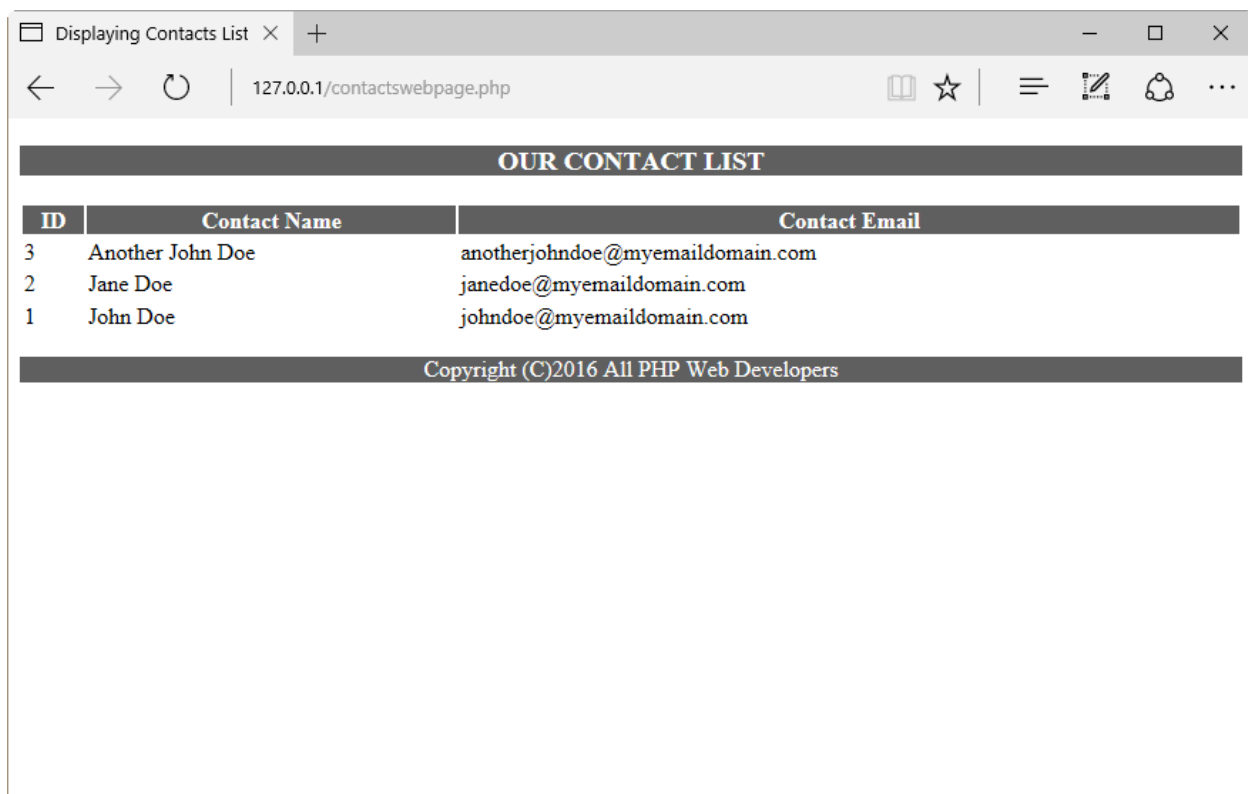 Displaying Contacts List
127.0.0.1/contactswebpage.php
OUR CONTACT LIST
ID Contact Name Contact Email
3 Another John Doe anotherjohndoe@myemaildomain.com
2 Jane Doe janedoe@myemaildomain.com
1 John Doe johndoe@myemaildomain.com
Copyright (C)2016 All PHP Web Developers